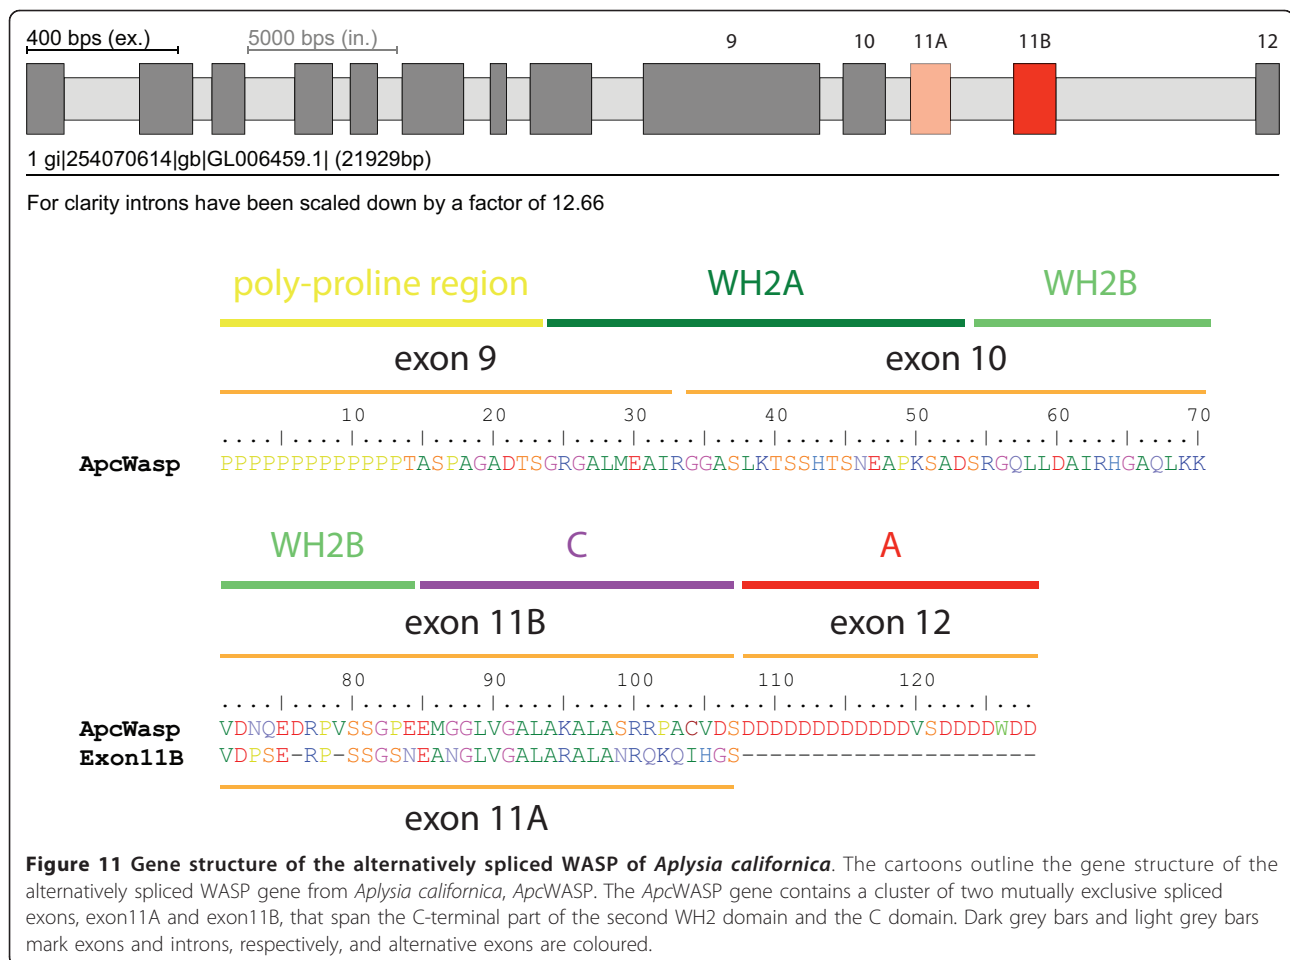 400 bps (ex.) 5000 bps (in.) 9 10 11A 11B 12
1 gi|254070614|gb|GL006459.1| (21929bp)
For clarity introns have been scaled down by a factor of 12.66
poly-proline region WH2A WH2B
exon 9 exon 10
10 20 30 40 50 60 70
....|....|....|....|....|....|....|....|....|....|....|....|....|....|
ApcWasp PPPPPPPPPPPPPTASPAGADTSGRGALMEAIRGGASLKTSSHTSNEAPKSADSRGQLLDAIRHGAQLKK
WH2B C A
exon 11B exon 12
80 90 100 110 120
....|....|....|....|....|....|....|....|....|....|....|...
ApcWasp VDNQEDRPVSSGPEEMGGLVGALAKALASRRPACVDSDDDDDDDDDDDDVSDDDDWDD
Exon11B VDPSE-RP-SSGSNEANGLVGALARALANRQKQIHGS---------------------
exon 11A
Figure 11 Gene structure of the alternatively spliced WASP of Aplysia californica. The cartoons outline the gene structure of the
alternatively spliced WASP gene from Aplysia californica, ApcWASP. The ApcWASP gene contains a cluster of two mutually exclusive spliced
exons, exon11A and exon11B, that span the C-terminal part of the second WH2 domain and the C domain. Dark grey bars and light grey bars
mark exons and introns, respectively, and alternative exons are coloured.